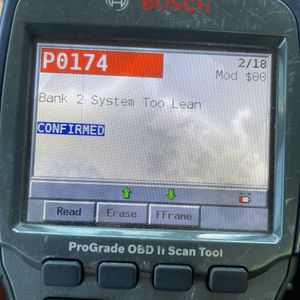 BOSCH
P0174
2/18
Mod $00
Bank 2 System Too Lean
CONFIRMED
Read Erase FFrame
ProGrade OBD II Scan Tool